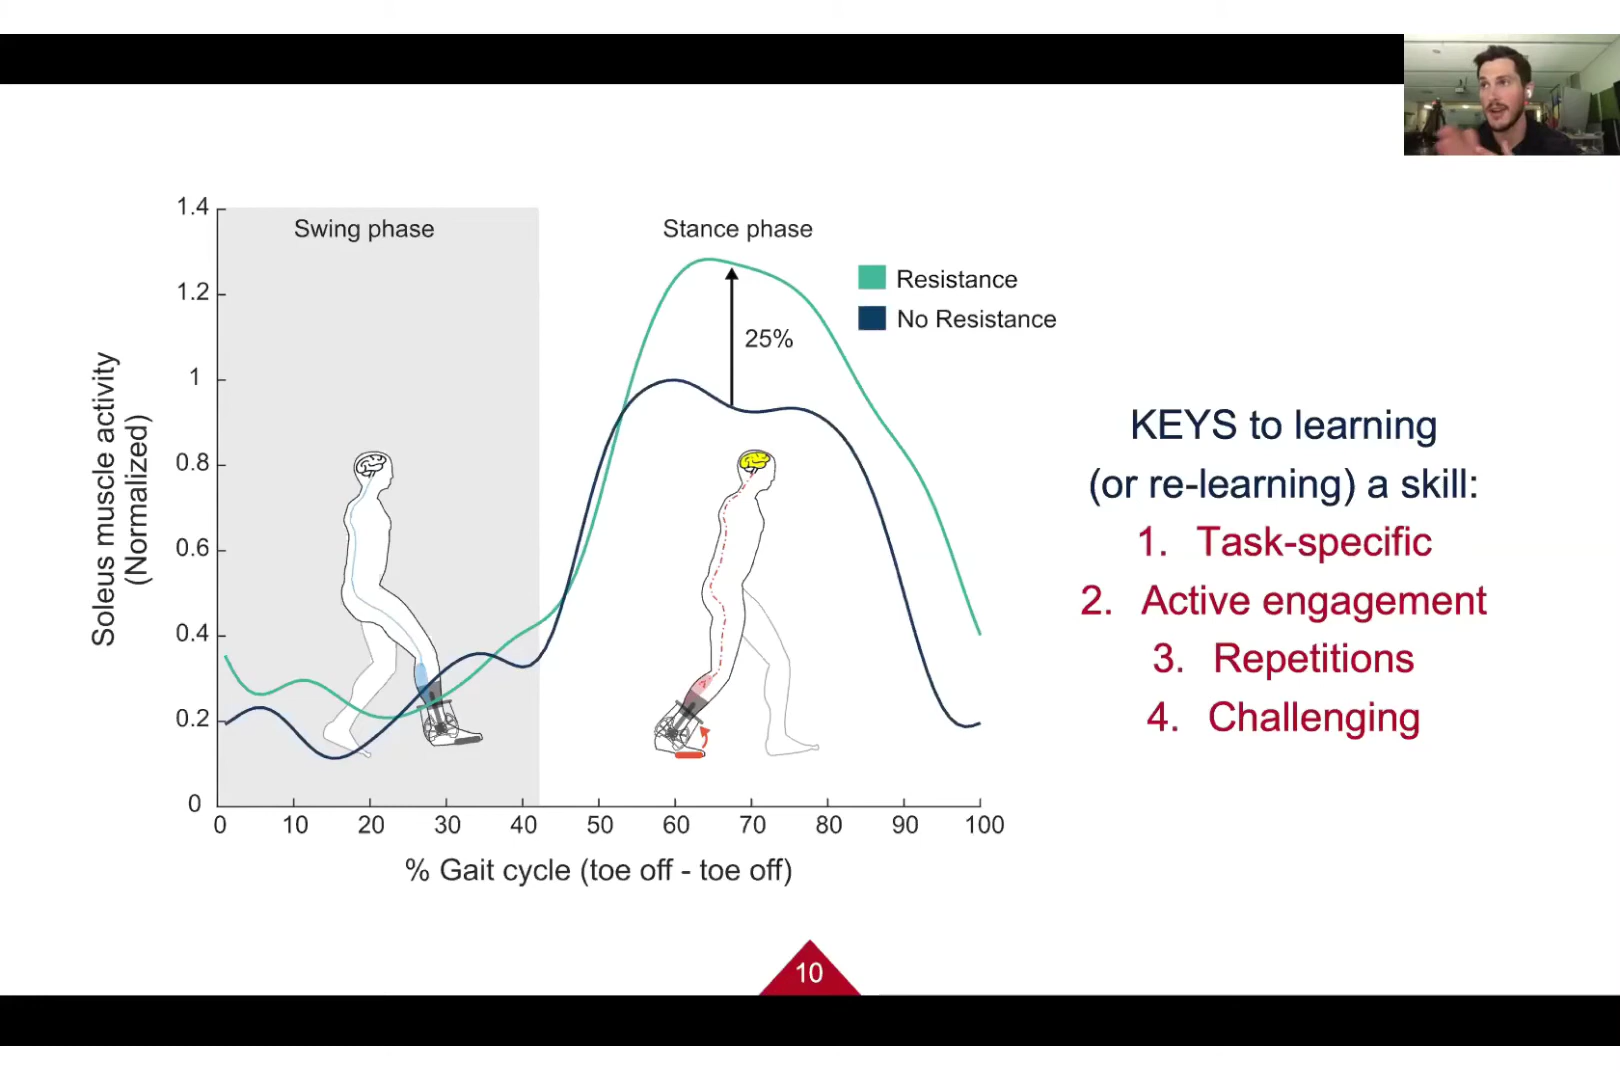 1.4
1.2
1
0.8
0.6
0.4
0.2
0
Soleus muscle activity
(Normalized)
Swing phase
Stance phase
Resistance
No Resistance
25%
0 10 20 30 40 50 60 70 80 90 100
% Gait cycle (toe off - toe off)
KEYS to learning
(or re-learning) a skill:
1. Task-specific
2. Active engagement
3. Repetitions
4. Challenging
10